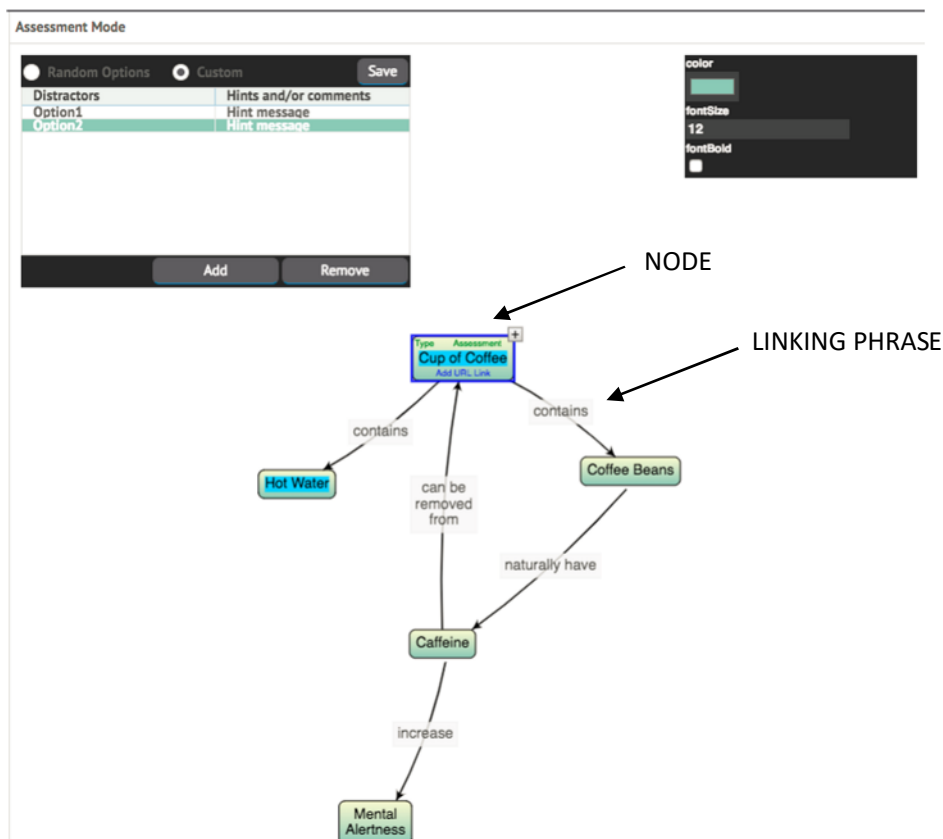 Assessment Mode
Random Options Custom Save
Distractors Hints and/or comments
Option1 Hint message
Option2 Hint message
Add Remove
color
fontSize
12
fontBold
NODE
LINKING PHRASE
Type Assessment +
Cup of Coffee
Add URL Link
contains
contains
Hot Water
Coffee Beans
can be
removed
from
naturally have
Caffeine
increase
Mental
Alertness